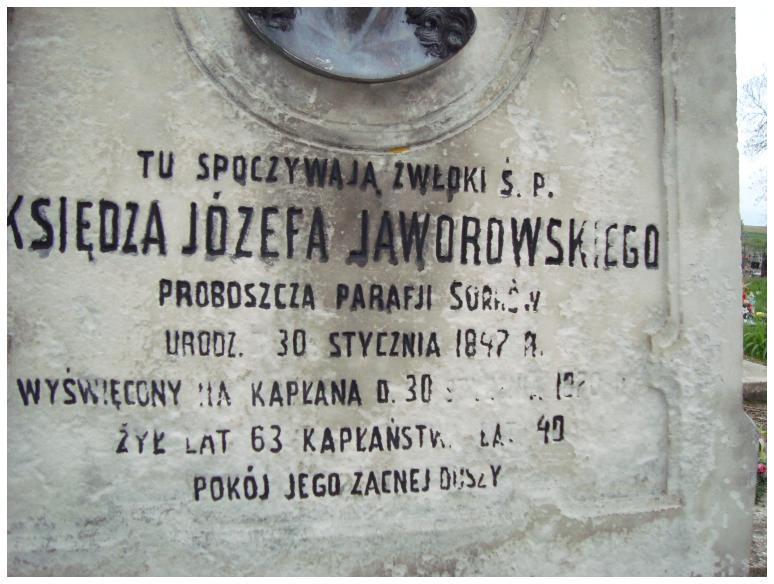 TU SPOCZYWAJĄ ZWŁOKI Ś. P.
KSIĘDZA JÓZEFA JAWOROWSKIEGO
PROBOSZCZA PARAFJI
URODZ. 30 STYCZNIA 1847 R.
WYŚWIĘCONY NA KAPŁANA D. 30
ŻYŁ LAT 63 KAPŁAŃSTW. LAT 40
POKÓJ JEGO ZACNEJ DUSZY